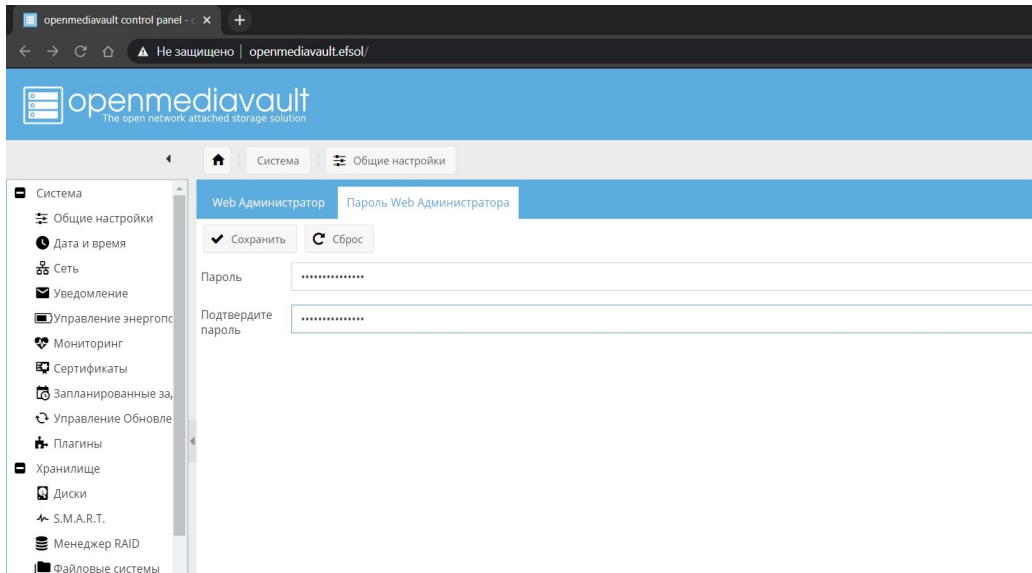 openmediavault control panel - c
Не защищено | openmediavault.efsol/
openmediavault
The open network attached storage solution
Система
Общие настройки
Система
Общие настройки
Дата и время
Сеть
Уведомление
Управление энергопо
Мониторинг
Сертификаты
Запланированные за,
Управление Обновле
Плагины
Хранилище
Диски
S.M.A.R.T.
Менеджер RAID
Файловые системы
Web Администратор
Пароль Web Администратора
Сохранить
Сброс
Пароль
•••••••••••••••
Подтвердите
пароль
•••••••••••••••